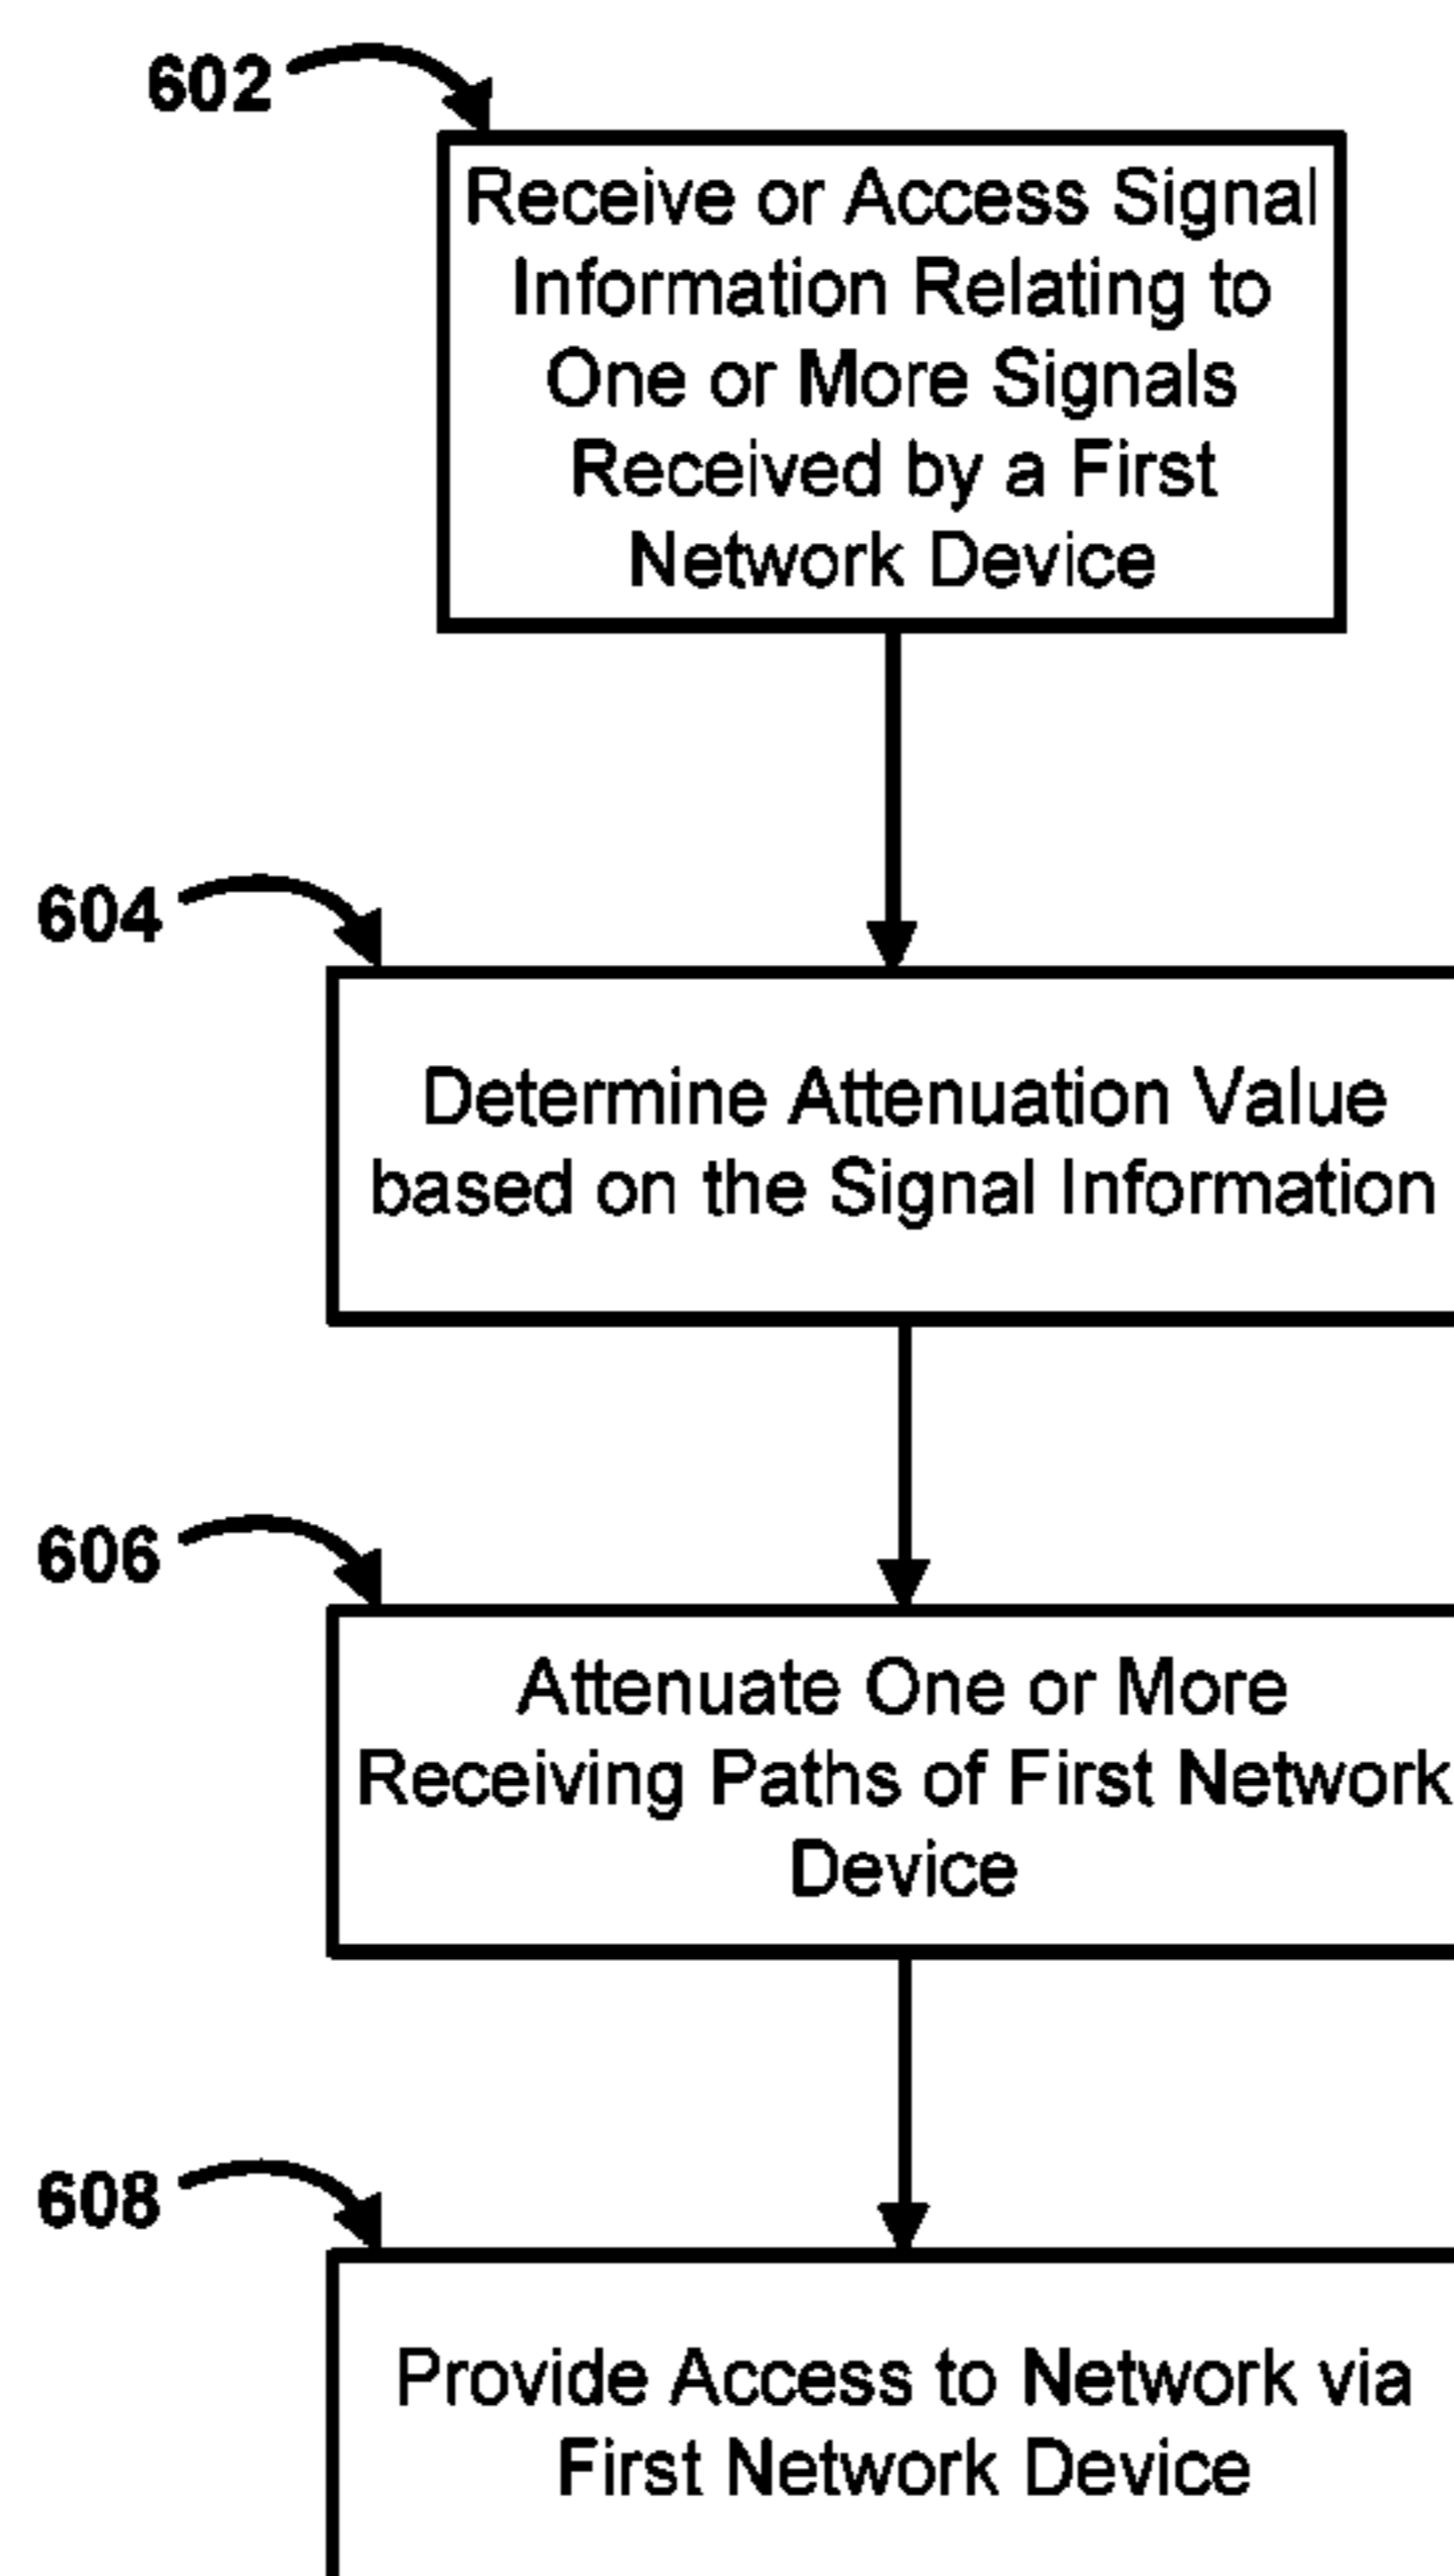 602
Receive or Access Signal
Information Relating to
One or More Signals
Received by a First
Network Device
604
Determine Attenuation Value
based on the Signal Information
606
Attenuate One or More
Receiving Paths of First Network
Device
608
Provide Access to Network via
First Network Device